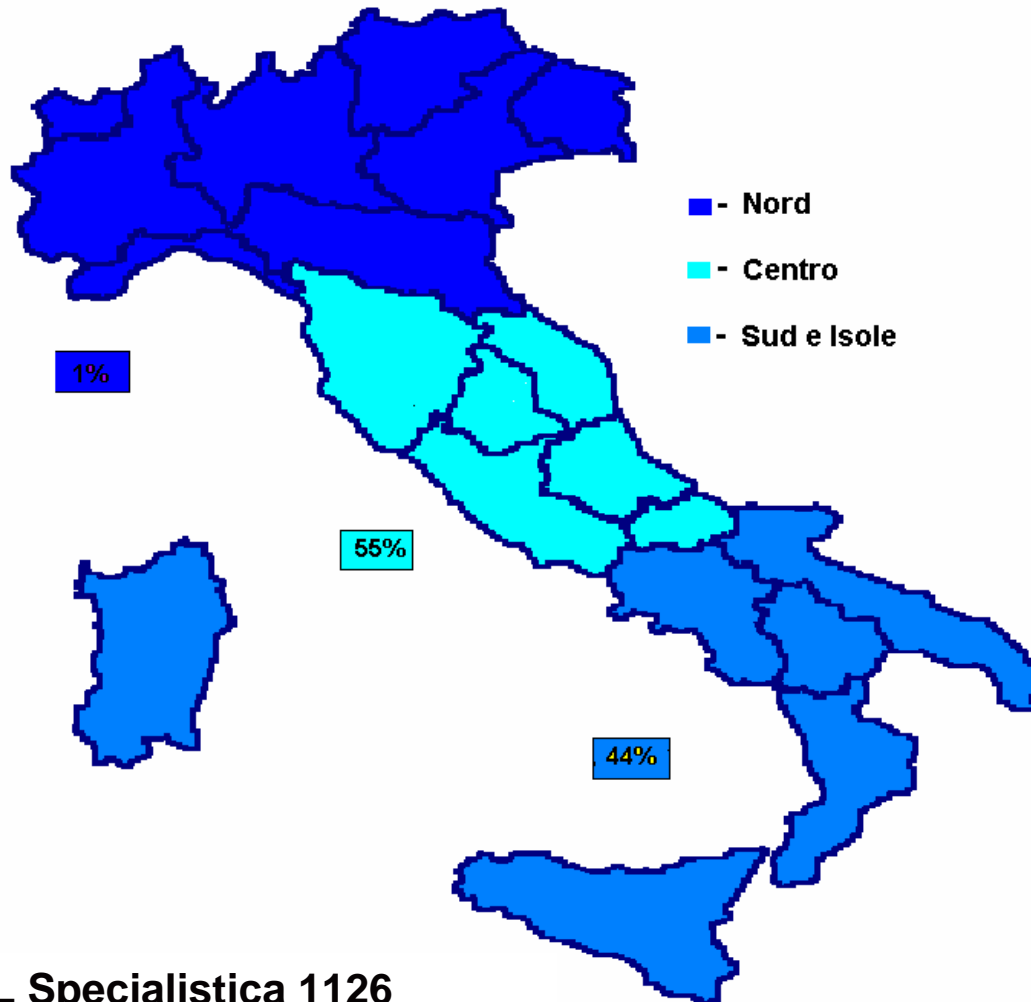 - Nord
- Centro
- Sud e Isole
1%
55%
44%
Specialistica 1126